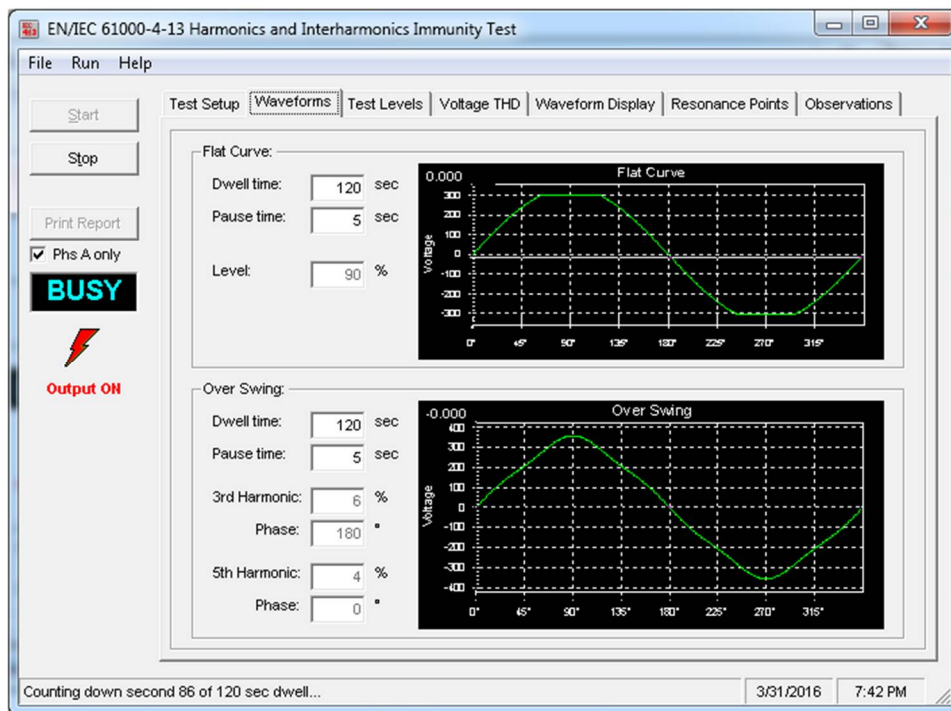 IEC 413 EN/IEC 61000-4-13 Harmonics and Interharmonics Immunity Test
File Run Help
Start
Stop
Print Report
Phs A only
BUSY
Output ON
Test Setup Waveforms Test Levels Voltage THD Waveform Display Resonance Points Observations
Flat Curve:
Dwell time: 120 sec
Pause time: 5 sec
Level: 90 %
0.000 Flat Curve
Voltage
300
200
100
0
-100
-200
-300
0° 45° 90° 135° 180° 225° 270° 315°
Over Swing:
Dwell time: 120 sec
Pause time: 5 sec
3rd Harmonic: 6 %
Phase: 180 °
5th Harmonic: 4 %
Phase: 0 °
-0.000 Over Swing
Voltage
400
300
200
100
0
-100
-200
-300
-400
0° 45° 90° 135° 180° 225° 270° 315°
Counting down second 86 of 120 sec dwell... 3/31/2016 7:42 PM